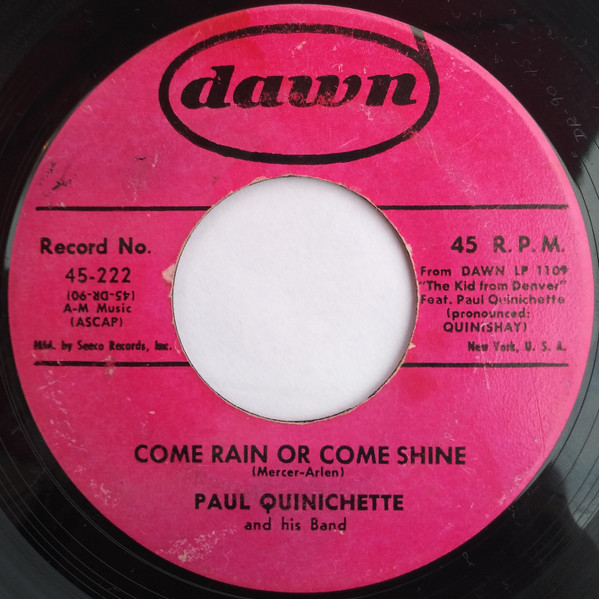 dawn
Record No.
45-222
(45-DR-90)
A-M Music
(ASCAP)
Mfd. by Seeco Records, Inc.
45 R.P.M.
From DAWN LP 1109
"The Kid from Denver"
Feat. Paul Quinichette
(pronounced:
QUINISHAY)
New York, U. S. A.
COME RAIN OR COME SHINE
(Mercer-Arlen)
PAUL QUINICHETTE
and his Band